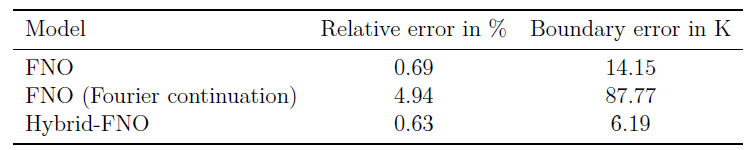 Model Relative error in % Boundary error in K
FNO 0.69 14.15
FNO (Fourier continuation) 4.94 87.77
Hybrid-FNO 0.63 6.19